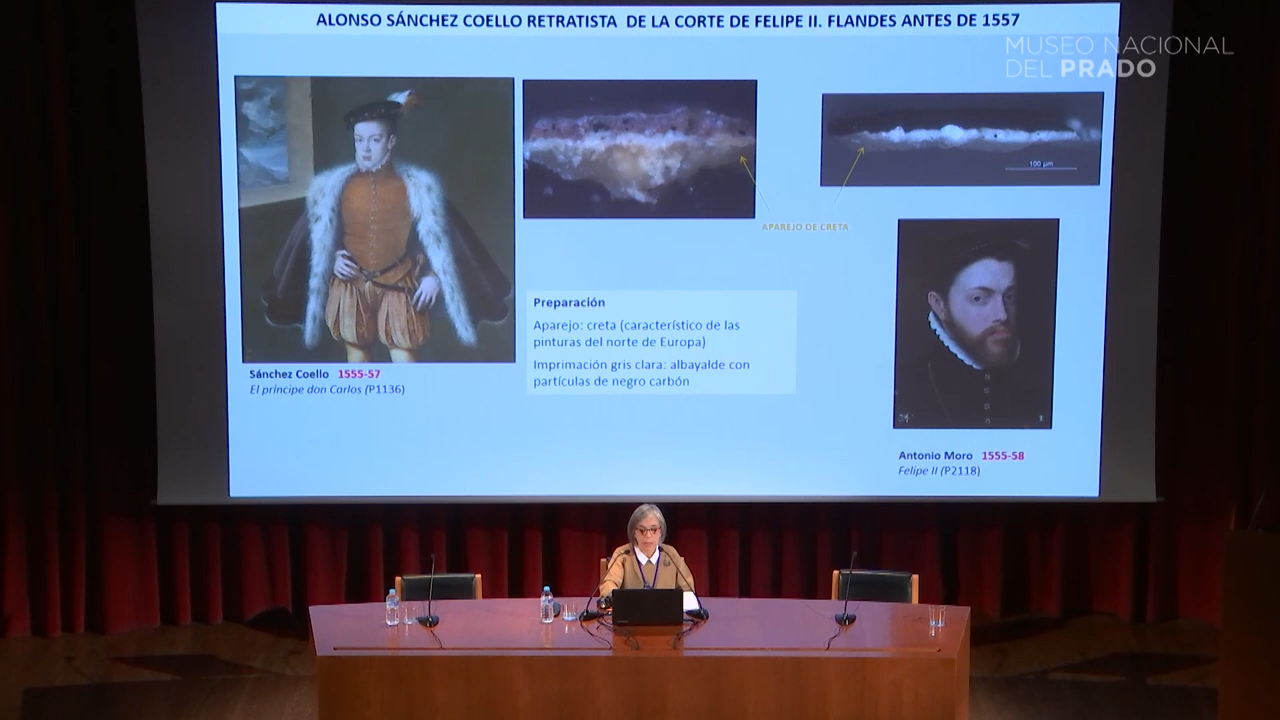 ALONSO SÁNCHEZ COELLO RETRATISTA DE LA CORTE DE FELIPE II. FLANDES ANTES DE 1557
MUSEO NACIONAL
DEL PRADO
100 µm
APAREJO DE CRETA
Preparación
Aparejo: creta (característico de las
pinturas del norte de Europa)
Imprimación gris clara: albayalde con
partículas de negro carbón
Sánchez Coello 1555-57
El príncipe don Carlos (P1136)
Antonio Moro 1555-58
Felipe II (P2118)